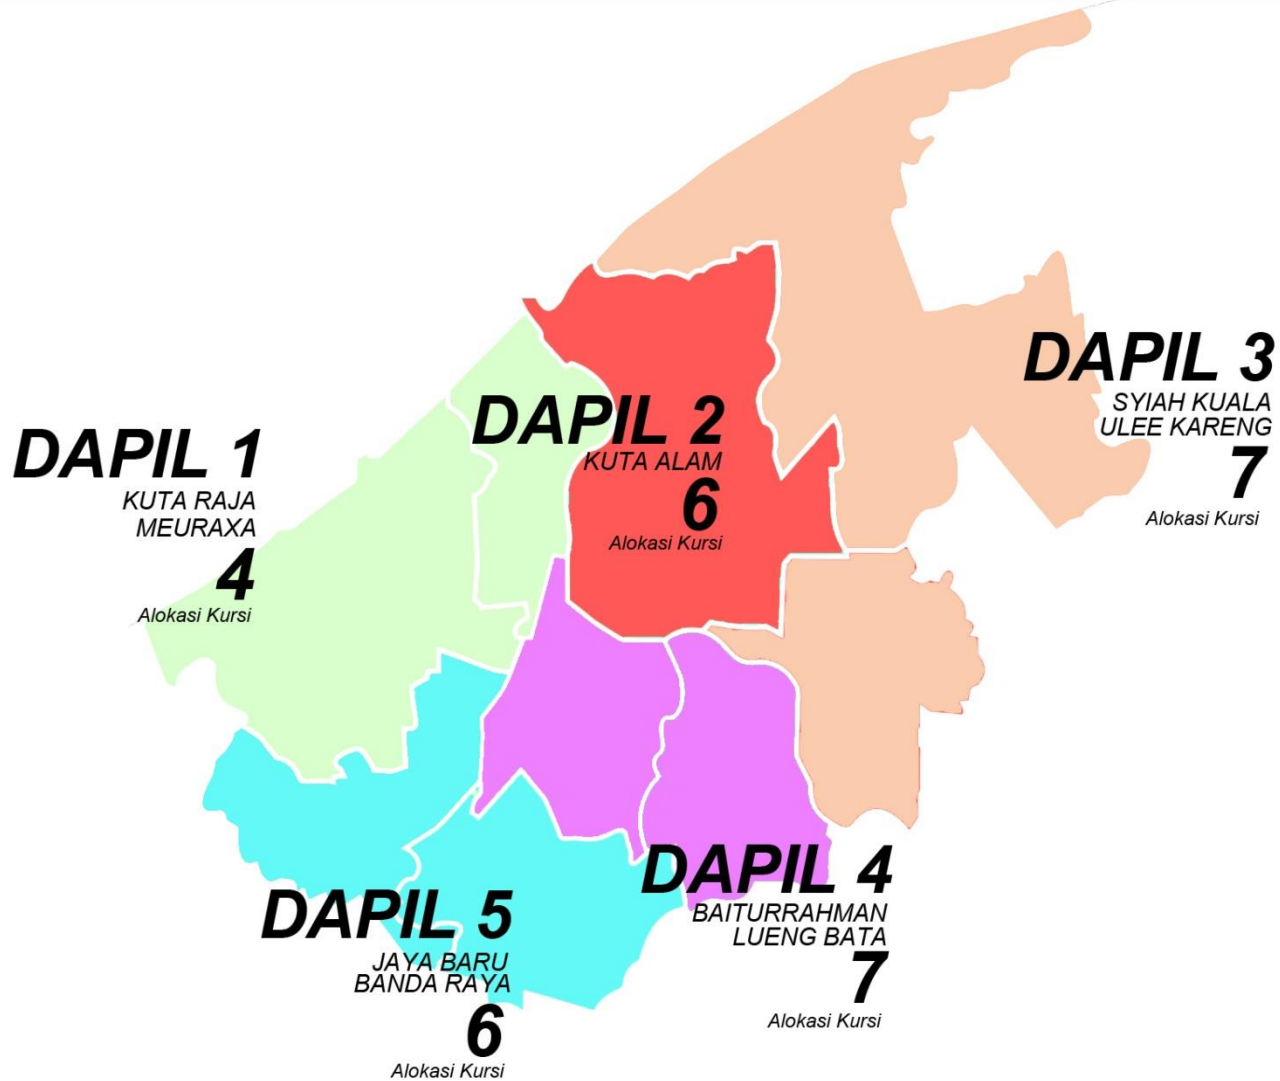 DAPIL 1
KUTA RAJA
MEURAXA
4
Alokasi Kursi
DAPIL 2
KUTA ALAM
6
Alokasi Kursi
DAPIL 3
SYIAH KUALA
ULEE KARENG
7
Alokasi Kursi
DAPIL 4
BAITURRAHMAN
LUENG BATA
7
Alokasi Kursi
DAPIL 5
JAYA BARU
BANDA RAYA
6
Alokasi Kursi